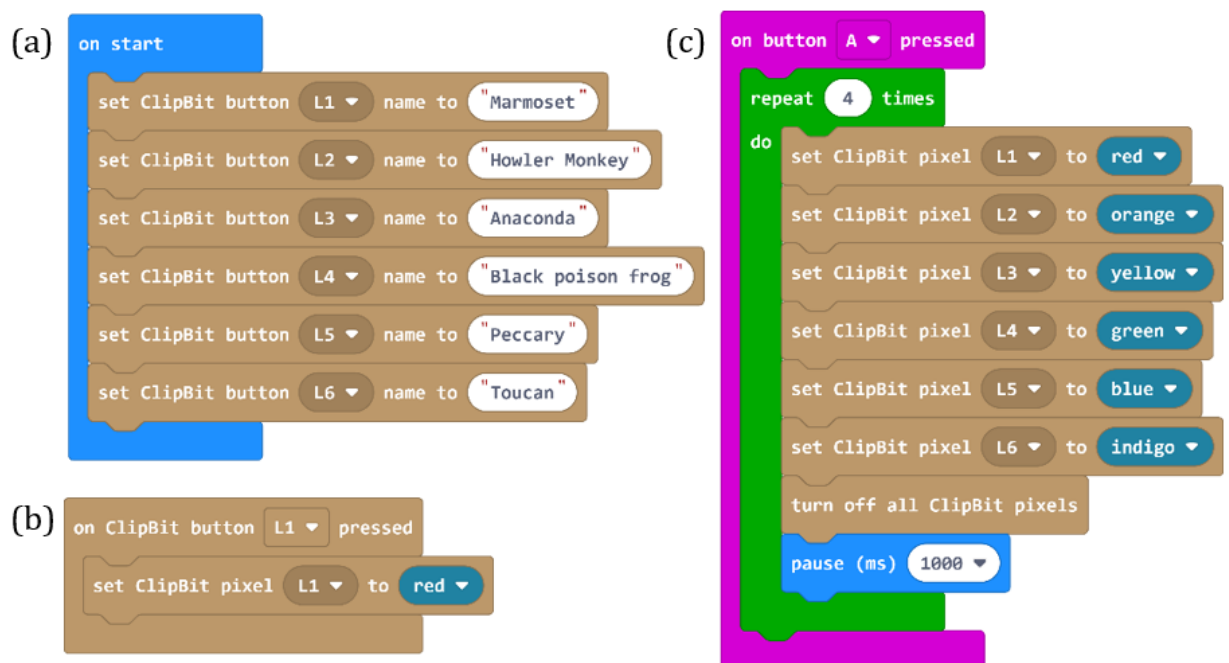 (a)
on start
set ClipBit button L1 name to "Marmoset"
set ClipBit button L2 name to "Howler Monkey"
set ClipBit button L3 name to "Anaconda"
set ClipBit button L4 name to "Black poison frog"
set ClipBit button L5 name to "Peccary"
set ClipBit button L6 name to "Toucan"
(b)
on ClipBit button L1 pressed
set ClipBit pixel L1 to red
(c)
on button A pressed
repeat 4 times
do
set ClipBit pixel L1 to red
set ClipBit pixel L2 to orange
set ClipBit pixel L3 to yellow
set ClipBit pixel L4 to green
set ClipBit pixel L5 to blue
set ClipBit pixel L6 to indigo
turn off all ClipBit pixels
pause (ms) 1000